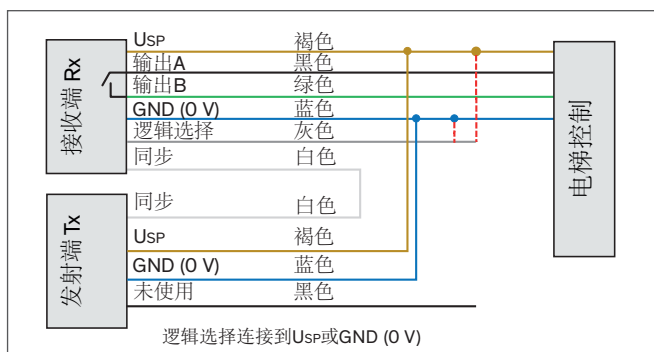 接收端 Rx
USP 褐色
输出A 黑色
输出B 绿色
GND (0 V) 蓝色
逻辑选择 灰色
同步 白色
电梯控制
发射端 Tx
同步 白色
USP 褐色
GND (0 V) 蓝色
未使用 黑色
逻辑选择连接到USP或GND (0 V)